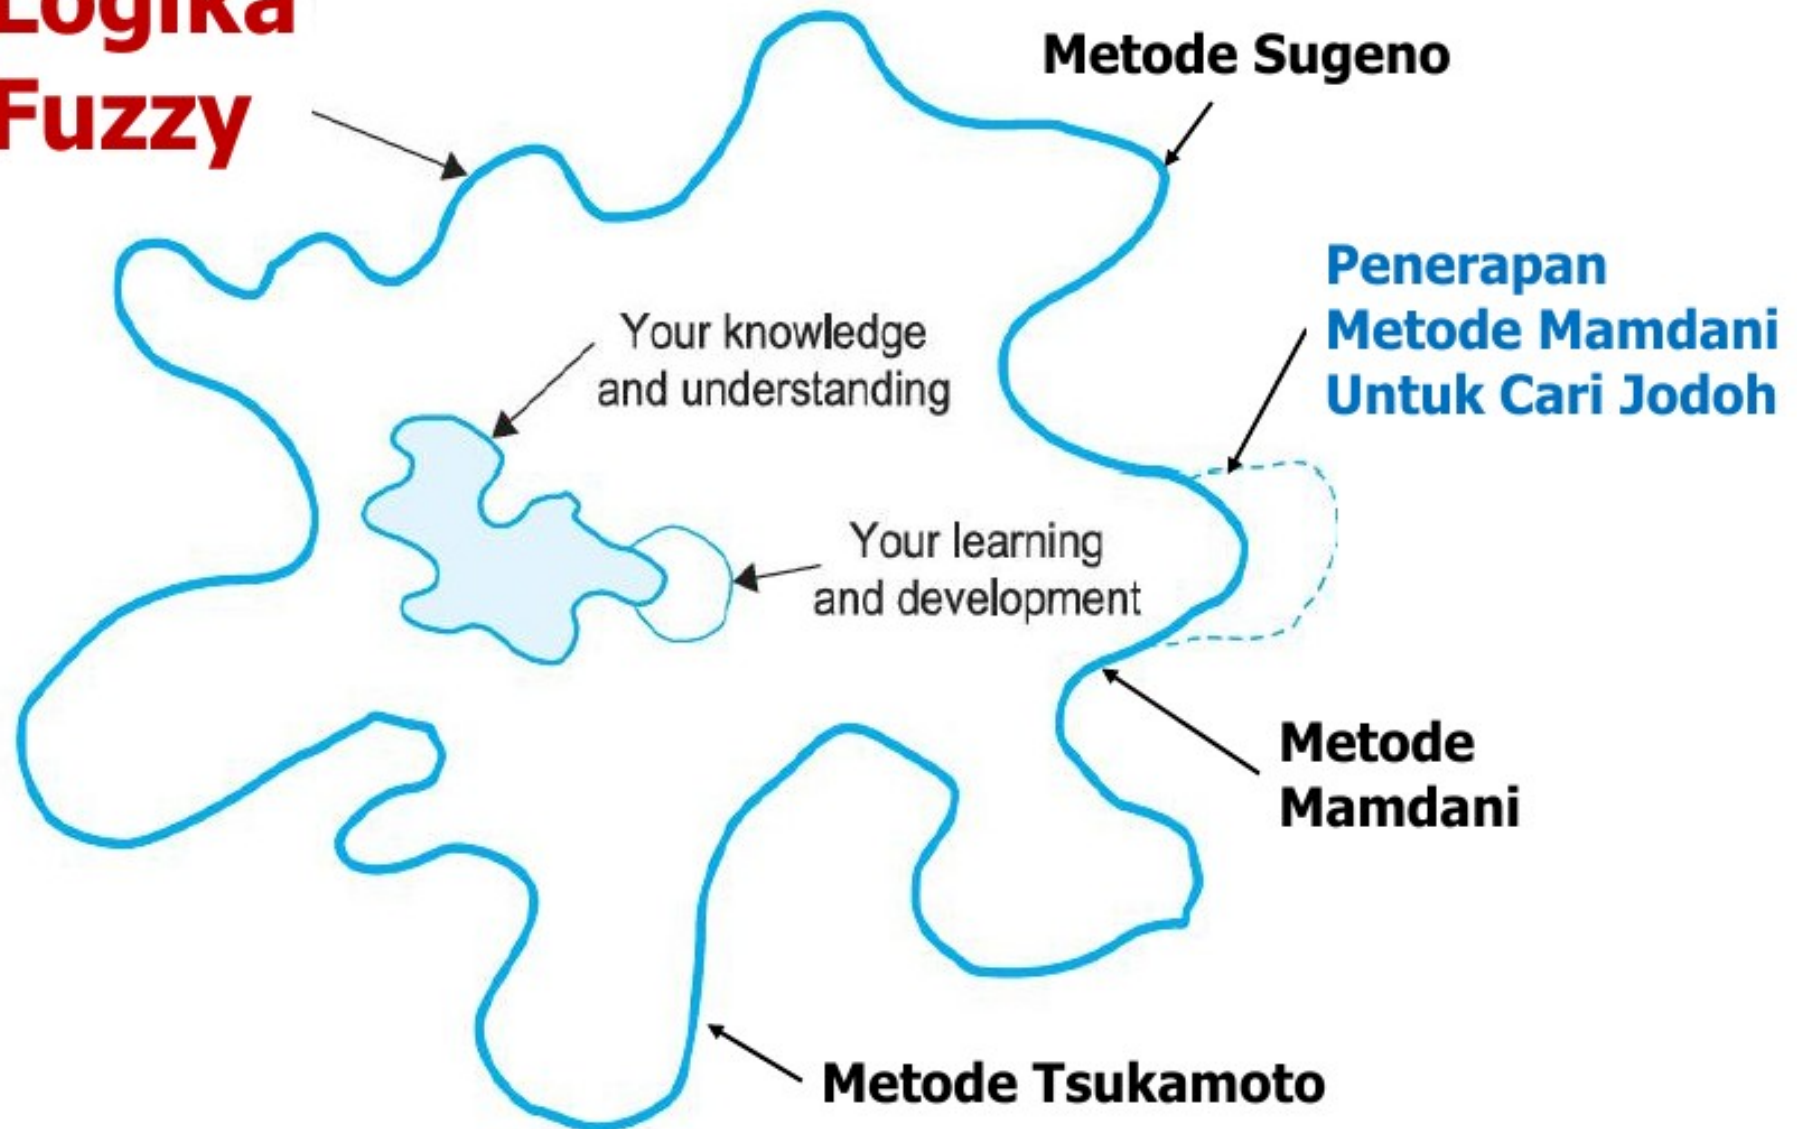 Logika
Fuzzy
Metode Sugeno
Penerapan
Metode Mamdani
Untuk Cari Jodoh
Your knowledge
and understanding
Your learning
and development
Metode
Mamdani
Metode Tsukamoto